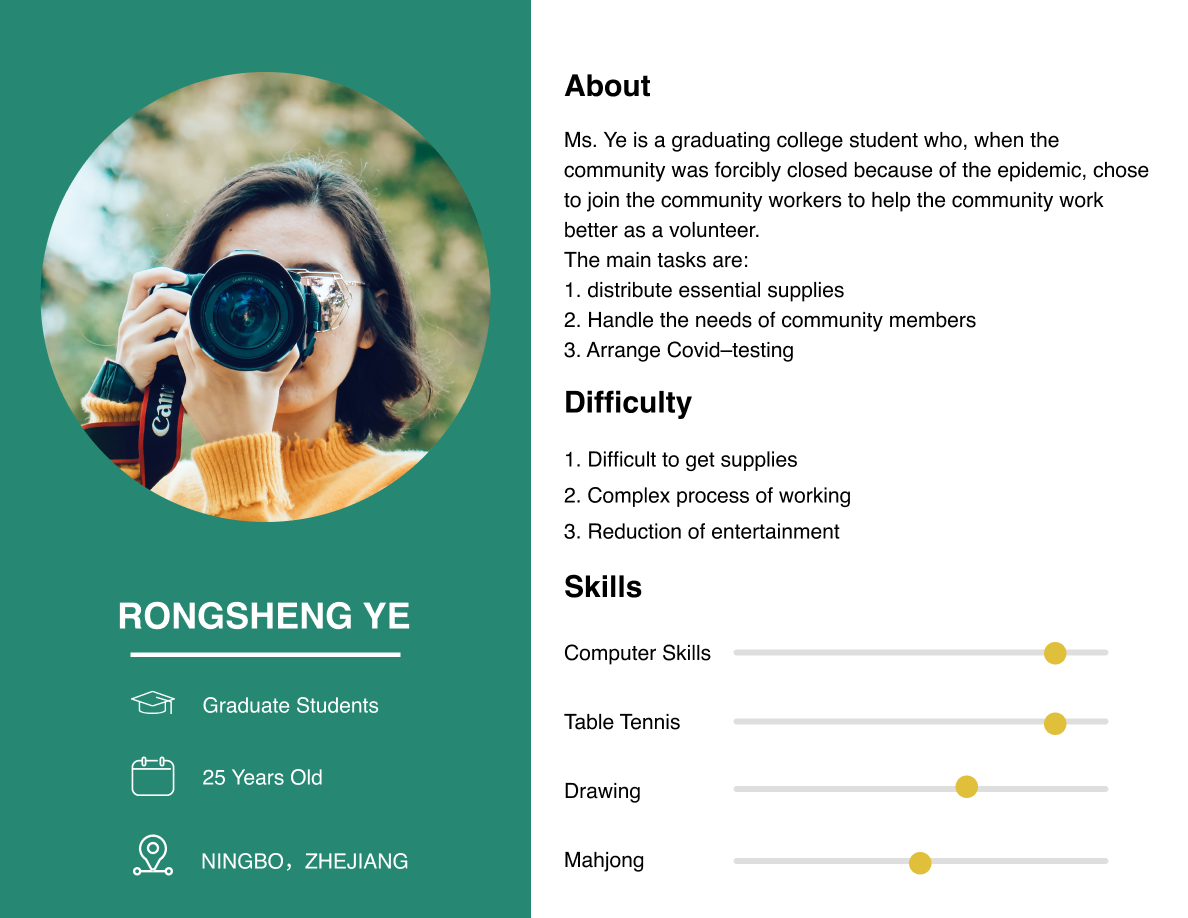 Can
RONGSHENG YE
Graduate Students
25 Years Old
NINGBO，ZHEJIANG
About
Ms. Ye is a graduating college student who, when the
community was forcibly closed because of the epidemic, chose
to join the community workers to help the community work
better as a volunteer.
The main tasks are:
1. distribute essential supplies
2. Handle the needs of community members
3. Arrange Covid–testing
Difficulty
1. Difficult to get supplies
2. Complex process of working
3. Reduction of entertainment
Skills
Computer Skills
Table Tennis
Drawing
Mahjong